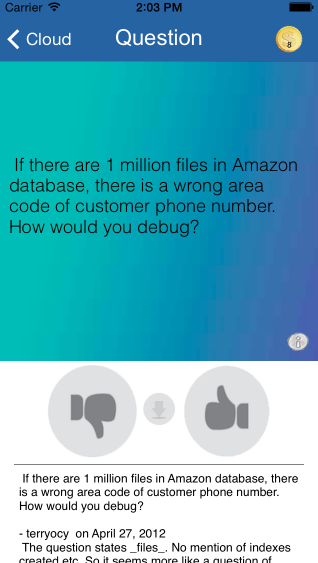 Carrier 2:03 PM
Cloud Question 8
If there are 1 million files in Amazon
database, there is a wrong area
code of customer phone number.
How would you debug?
If there are 1 million files in Amazon database, there
is a wrong area code of customer phone number.
How would you debug?
- terryocy on April 27, 2012
The question states _files_. No mention of indexes
created etc. So it seems more like a question of